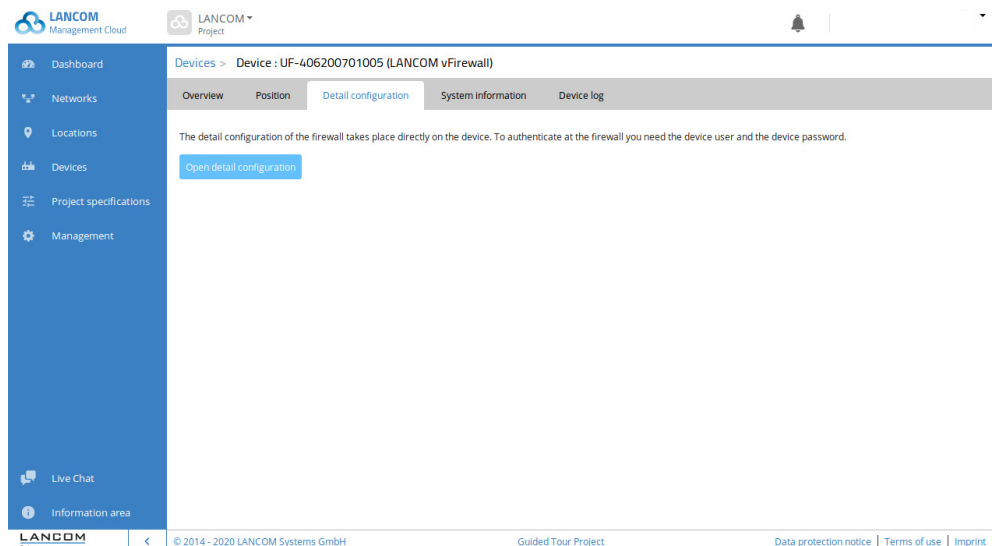 LANCOM
Management Cloud
LANCOM
Project
Dashboard
Networks
Locations
Devices
Project specifications
Management
Live Chat
Information area
LANCOM
Devices > Device : UF-406200701005 (LANCOM vFirewall)
Overview Position Detail configuration System information Device log
The detail configuration of the firewall takes place directly on the device. To authenticate at the firewall you need the device user and the device password.
Open detail configuration
© 2014 - 2020 LANCOM Systems GmbH Guided Tour Project Data protection notice | Terms of use | Imprint